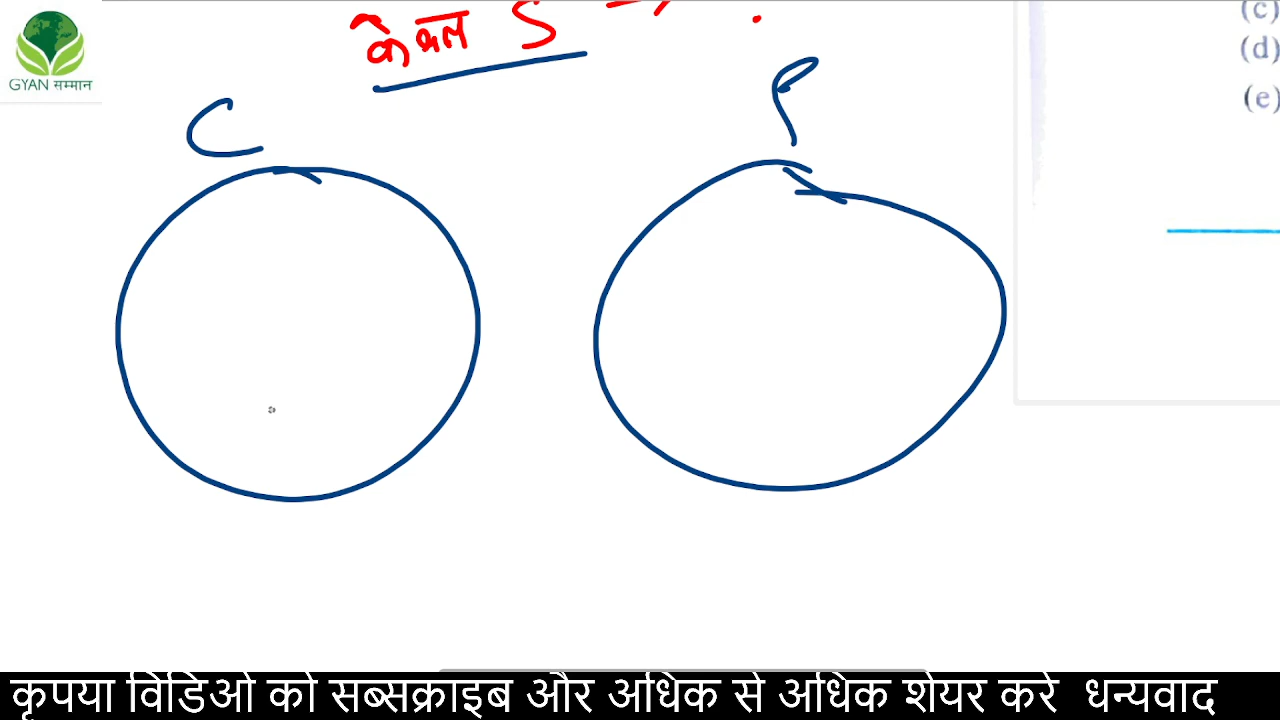 केवल S
(c)
(d)
(e)
GYAN सम्मान
C
P
कृपया विडिओ को सब्सक्राइब और अधिक से अधिक शेयर करे धन्यवाद